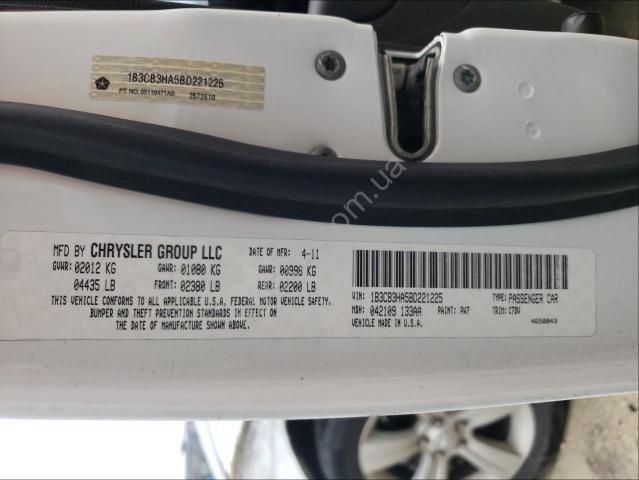 1B3CB3HA5BD221225
PT. NO. 05116471AB 2572610
MFD BY CHRYSLER GROUP LLC DATE OF MFR: 4-11
GVWR: 02012 KG GAWR: 01080 KG GAWR: 00998 KG
04435 LB FRONT: 02380 LB REAR: 02200 LB
THIS VEHICLE CONFORMS TO ALL APPLICABLE U.S.A. FEDERAL MOTOR VEHICLE SAFETY,
BUMPER AND THEFT PREVENTION STANDARDS IN EFFECT ON
THE DATE OF MANUFACTURE SHOWN ABOVE.
VIN: 1B3CB3HA5BD221225 TYPE: PASSENGER CAR
MDH: 042109 133AA PAINT: PW7 TRIM: C7DV
VEHICLE MADE IN U.S.A. 4658843